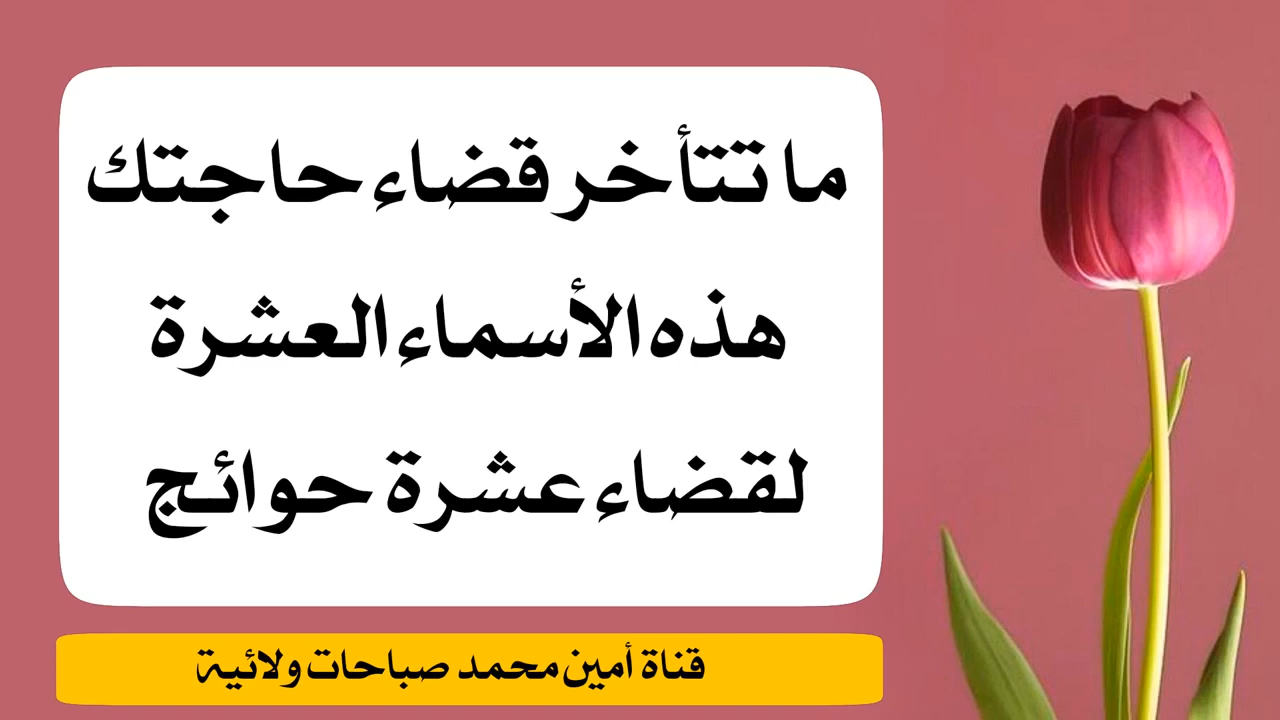 ما تتأخر قضاء حاجتك
هذه الأسماء العشرة
لقضاء عشرة حوائج
قناة أمين محمد صباحات ولائية